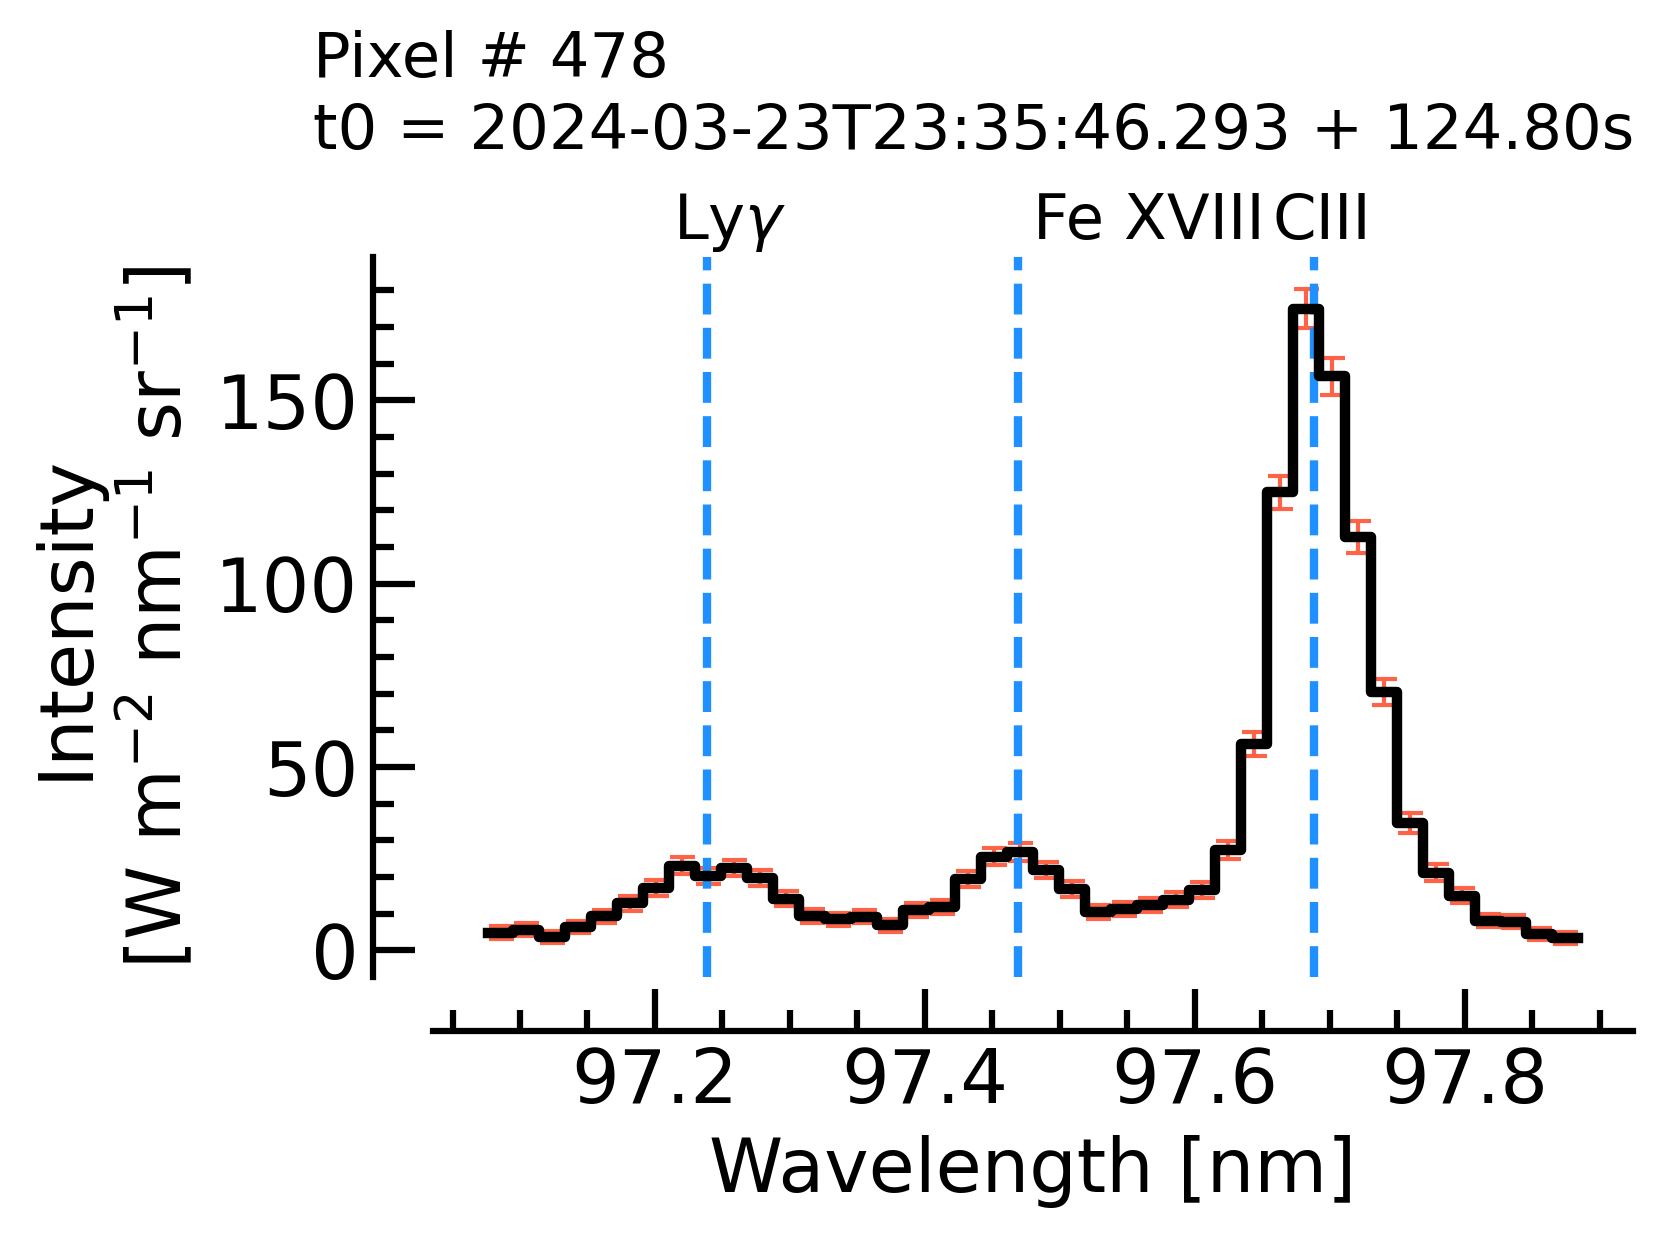 Pixel # 478
t0 = 2024-03-23T23:35:46.293 + 124.80s
Lyγ Fe XVIII CIII
Intensity
[W m⁻² nm⁻¹ sr⁻¹]
150
100
50
0
97.2 97.4 97.6 97.8
Wavelength [nm]